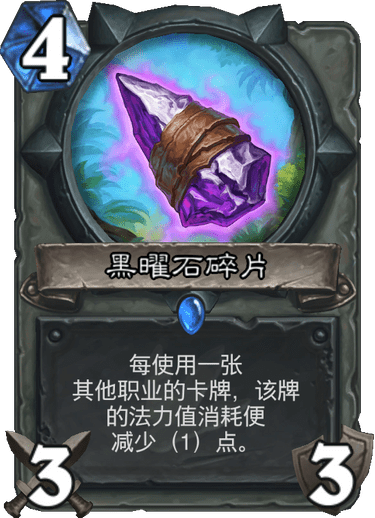 4
黑曜石碎片
每使用一张
其他职业的卡牌，该牌
的法力值消耗便
减少（1）点。
3
3